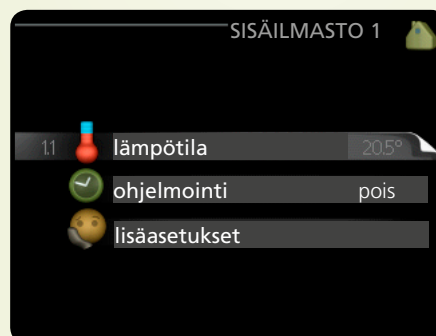 SISÄILMASTO 1
1.1 lämpötila 20.5°
ohjelmointi pois
lisäasetukset